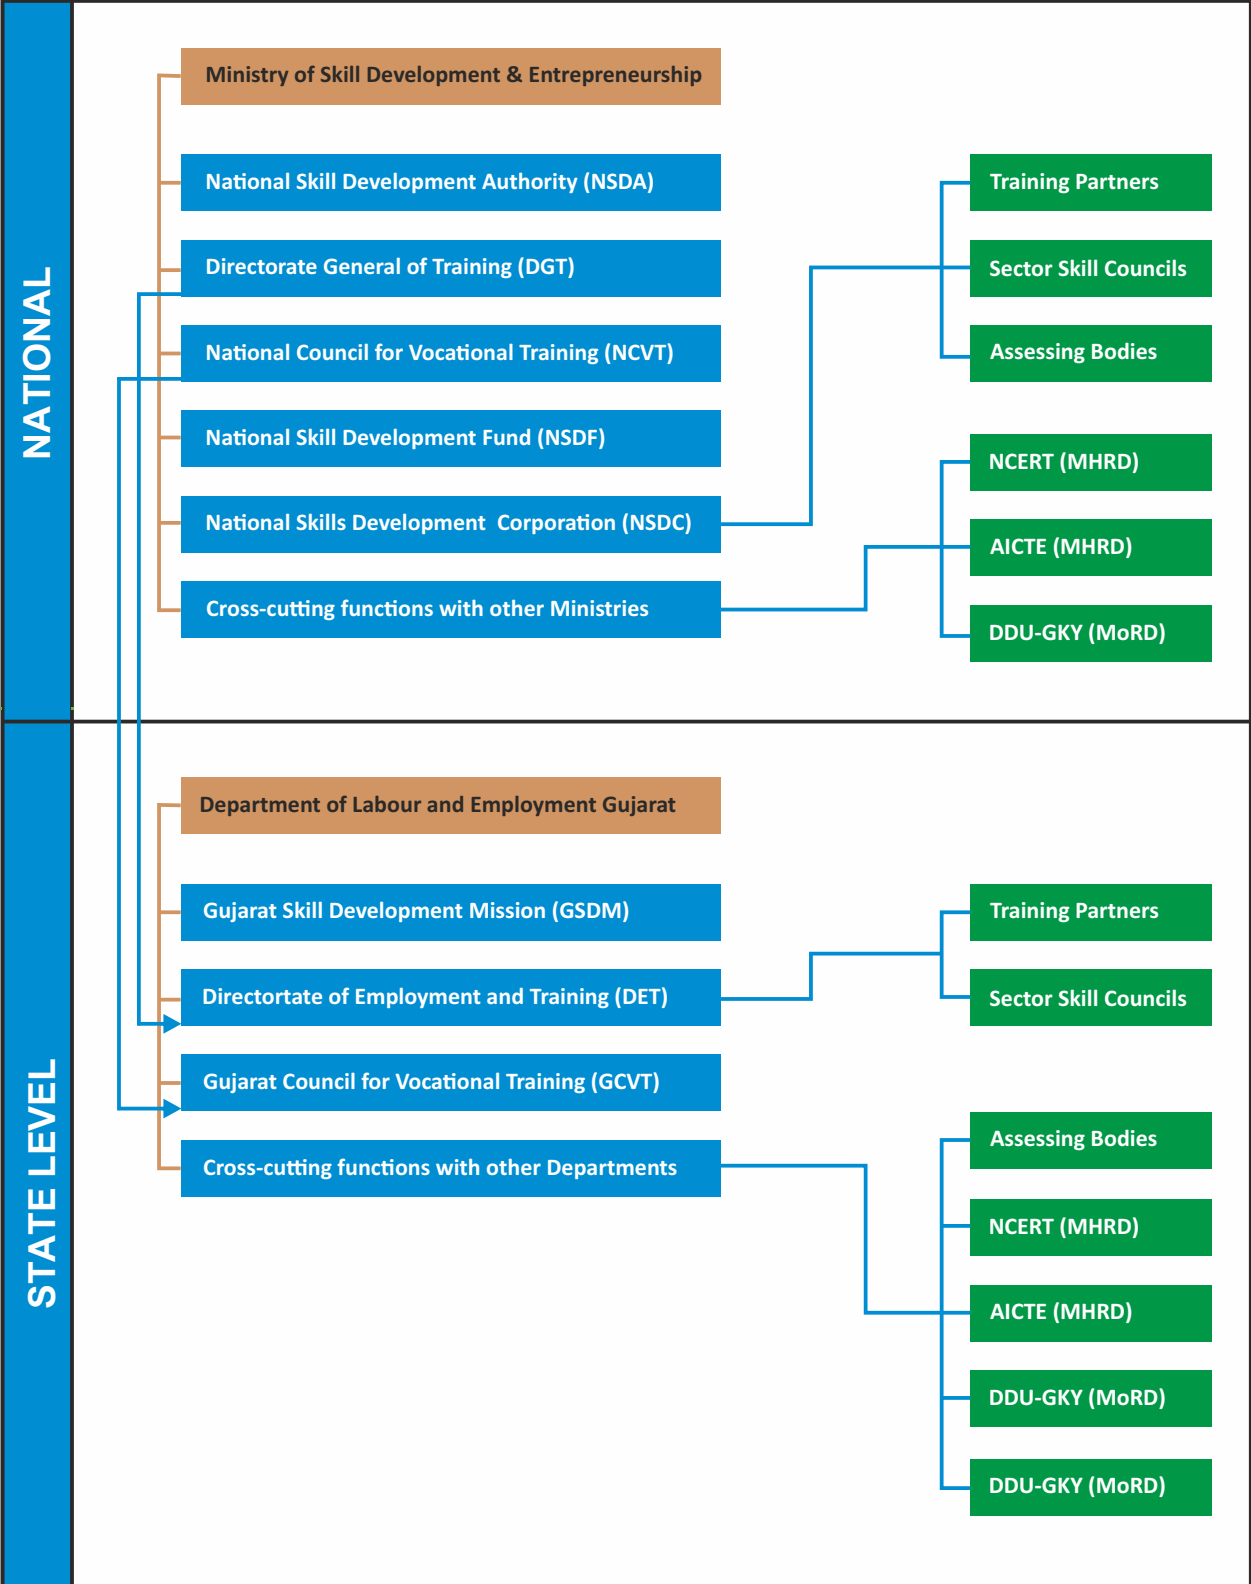 NATIONAL
Ministry of Skill Development & Entrepreneurship
National Skill Development Authority (NSDA)
Directorate General of Training (DGT)
National Council for Vocational Training (NCVT)
National Skill Development Fund (NSDF)
National Skills Development Corporation (NSDC)
Cross-cutting functions with other Ministries
Training Partners
Sector Skill Councils
Assessing Bodies
NCERT (MHRD)
AICTE (MHRD)
DDU-GKY (MoRD)
STATE LEVEL
Department of Labour and Employment Gujarat
Gujarat Skill Development Mission (GSDM)
Directortate of Employment and Training (DET)
Gujarat Council for Vocational Training (GCVT)
Cross-cutting functions with other Departments
Training Partners
Sector Skill Councils
Assessing Bodies
NCERT (MHRD)
AICTE (MHRD)
DDU-GKY (MoRD)
DDU-GKY (MoRD)